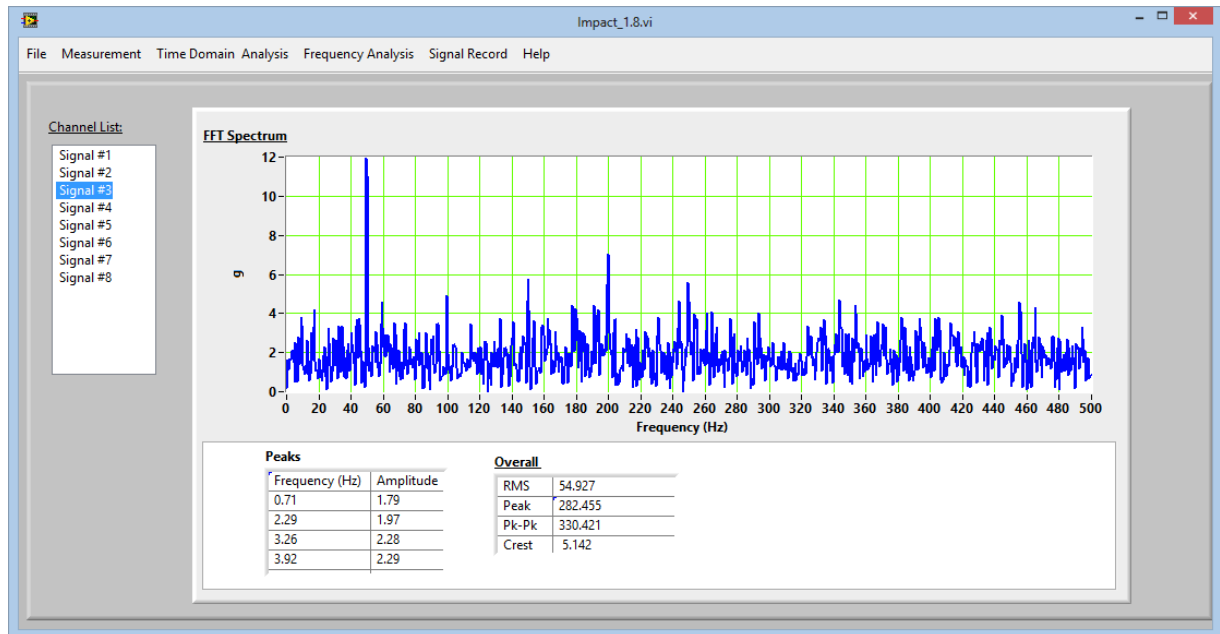 Impact_1.8.vi
File Measurement Time Domain Analysis Frequency Analysis Signal Record Help
Channel List:
Signal #1
Signal #2
Signal #3
Signal #4
Signal #5
Signal #6
Signal #7
Signal #8
FFT Spectrum
12
10
8
6
4
2
0
g
0 20 40 60 80 100 120 140 160 180 200 220 240 260 280 300 320 340 360 380 400 420 440 460 480 500
Frequency (Hz)
Peaks
Frequency (Hz) Amplitude
0.71 1.79
2.29 1.97
3.26 2.28
3.92 2.29
Overall
RMS 54.927
Peak 282.455
Pk-Pk 330.421
Crest 5.142